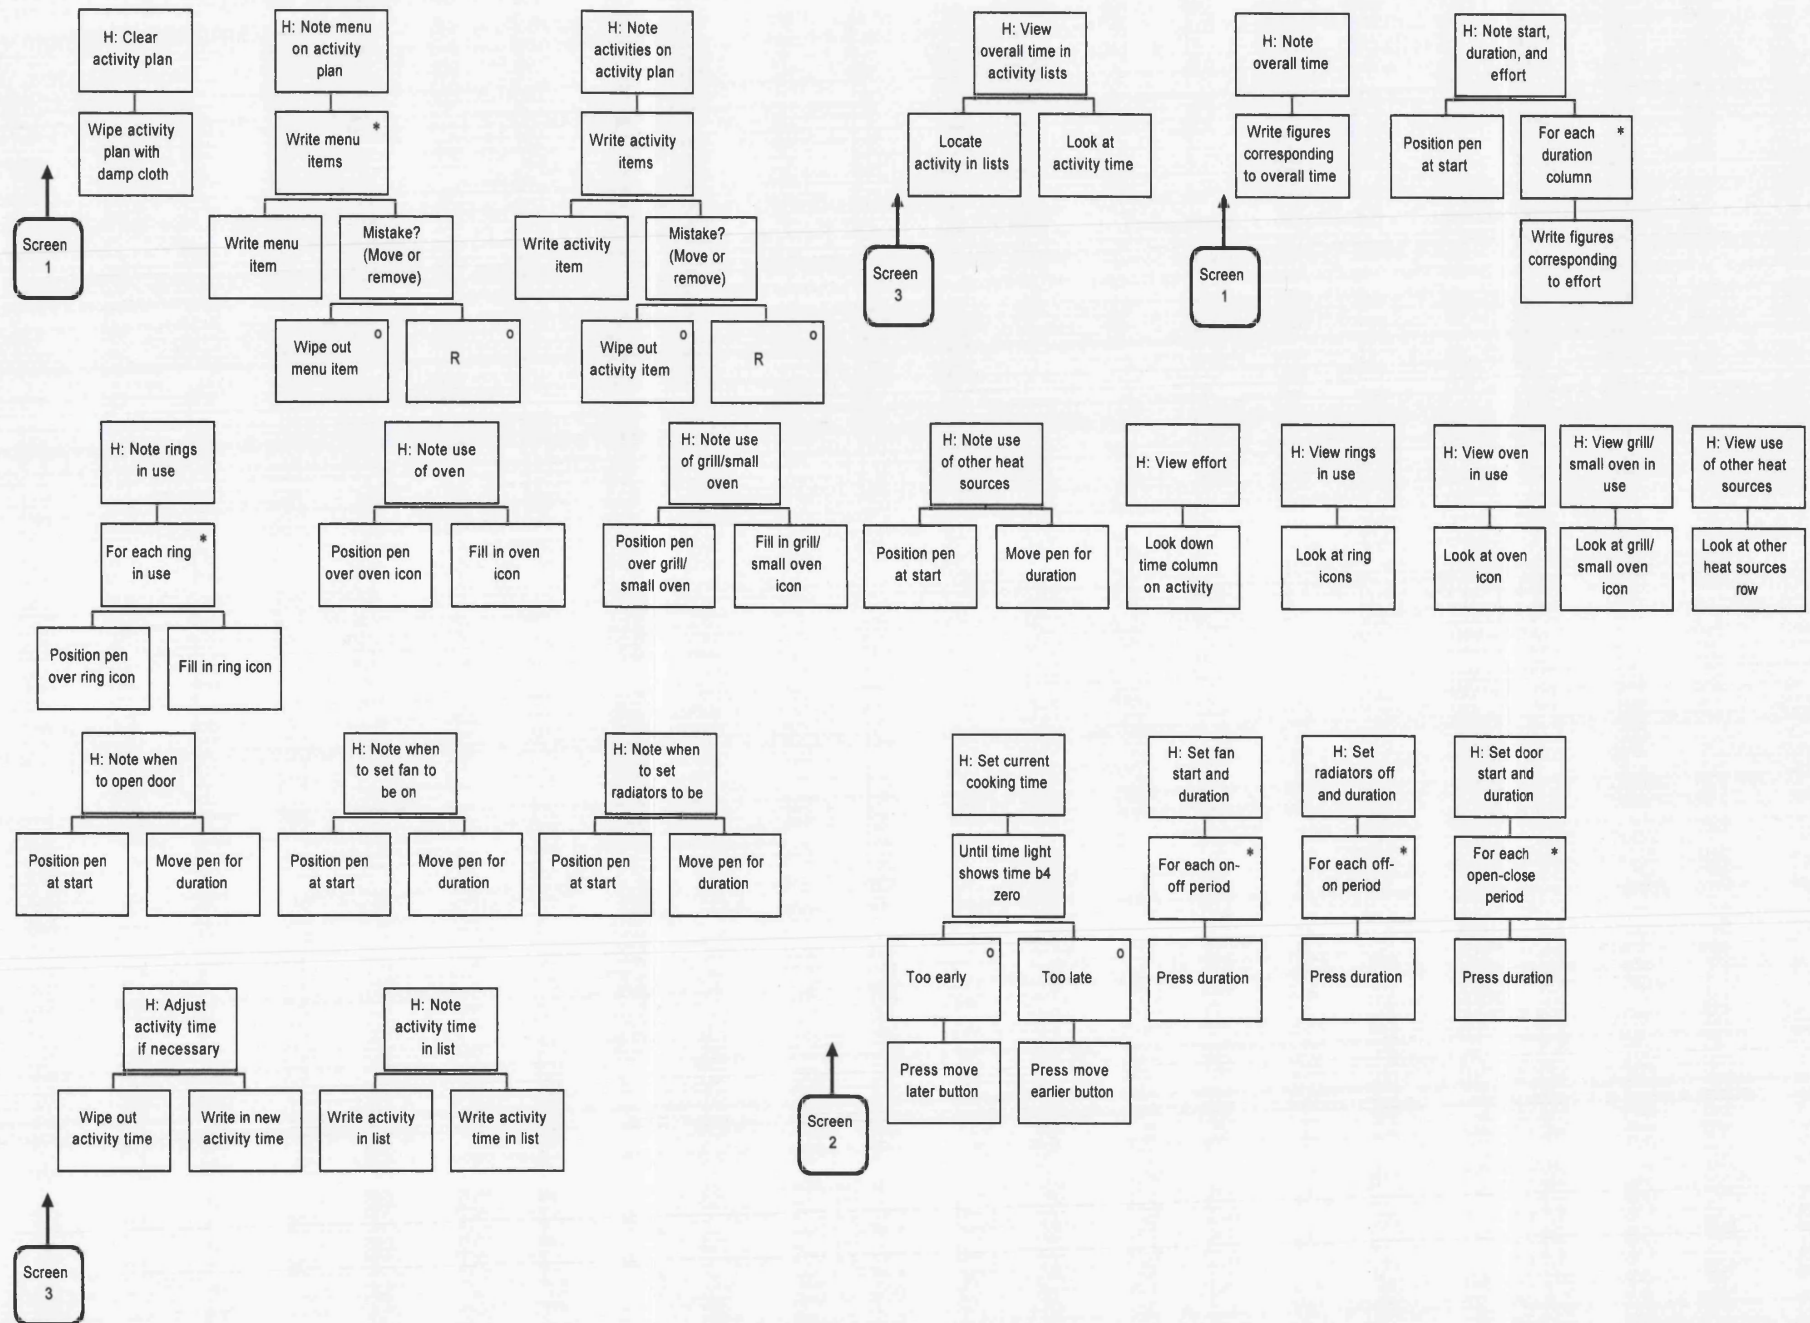 H: Clear
activity plan
Wipe activity
plan with
damp cloth
Screen
1
H: Note menu
on activity
plan
Write menu *
items
Write menu
item
Mistake?
(Move or
remove)
Wipe out o
menu item
R o
H: Note
activities on
activity plan
Write activity
items
Write activity
item
Mistake?
(Move or
remove)
Wipe out o
activity item
R o
H: View
overall time in
activity lists
Locate
activity in lists
Look at
activity time
Screen
3
H: Note
overall time
Write figures
corresponding
to overall time
Screen
1
H: Note start,
duration, and
effort
Position pen
at start
For each *
duration
column
Write figures
corresponding
to effort
H: Note rings
in use
For each ring *
in use
Position pen
over ring icon
Fill in ring icon
H: Note use
of oven
Position pen
over oven icon
Fill in oven
icon
H: Note use
of grill/small
oven
Position pen
over grill/
small oven
Fill in grill/
small oven
icon
H: Note use
of other heat
sources
Position pen
at start
Move pen for
duration
H: View effort
Look down
time column
on activity
H: View rings
in use
Look at ring
icons
H: View oven
in use
Look at oven
icon
H: View grill/
small oven in
use
Look at grill/
small oven
icon
H: View use
of other heat
sources
Look at other
heat sources
row
H: Note when
to open door
Position pen
at start
Move pen for
duration
H: Note when
to set fan to
be on
Position pen
at start
Move pen for
duration
H: Note when
to set
radiators to be
Position pen
at start
Move pen for
duration
H: Set current
cooking time
Until time light
shows time b4
zero
Too early o
Press move
later button
Too late o
Press move
earlier button
Screen
2
H: Set fan
start and
duration
For each on- *
off period
Press duration
H: Set
radiators off
and duration
For each off- *
on period
Press duration
H: Set door
start and
duration
For each *
open-close
period
Press duration
H: Adjust
activity time
if necessary
Wipe out
activity time
Write in new
activity time
H: Note
activity time
in list
Write activity
in list
Write activity
time in list
Screen
3